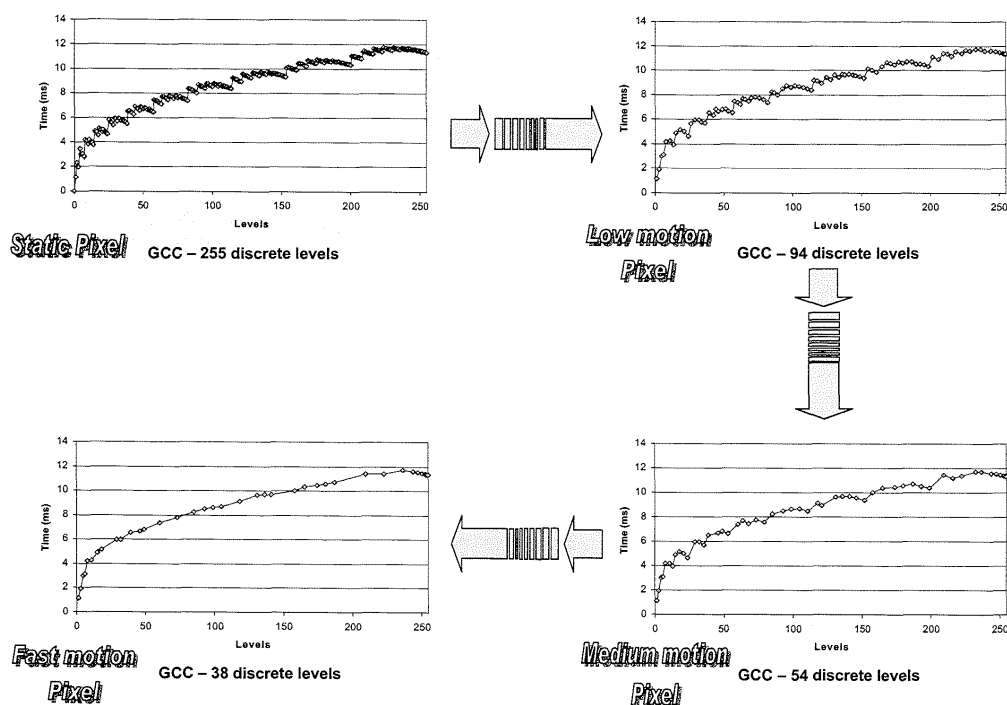 14
12
10
8
6
4
2
0
Time (ms)
0 50 100 150 200 250
Levels
Static Pixel
GCC – 255 discrete levels
14
12
10
8
6
4
2
0
Time (ms)
0 50 100 150 200 250
Levels
Low motion
Pixel
GCC – 94 discrete levels
14
12
10
8
6
4
2
0
Time (ms)
0 50 100 150 200 250
Levels
Fast motion
Pixel
GCC – 38 discrete levels
14
12
10
8
6
4
2
0
Time (ms)
0 50 100 150 200 250
Levels
Medium motion
Pixel
GCC – 54 discrete levels